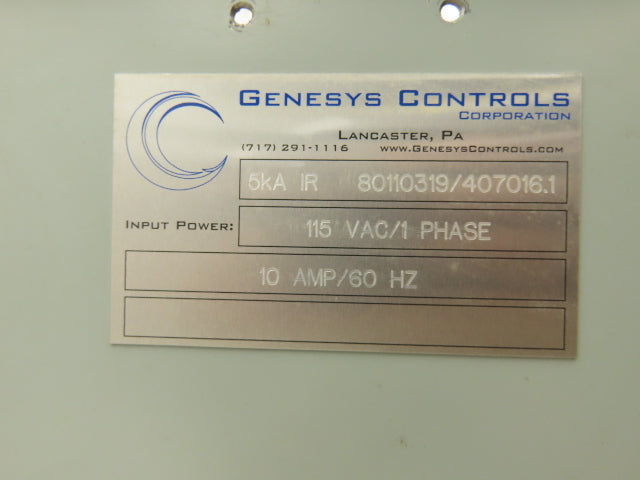 GENESYS CONTROLS
CORPORATION
LANCASTER, PA
(717) 291-1116 WWW.GENESYSCONTROLS.COM
5kA IR 80110319/407016.1
INPUT POWER: 115 VAC/1 PHASE
10 AMP/60 HZ